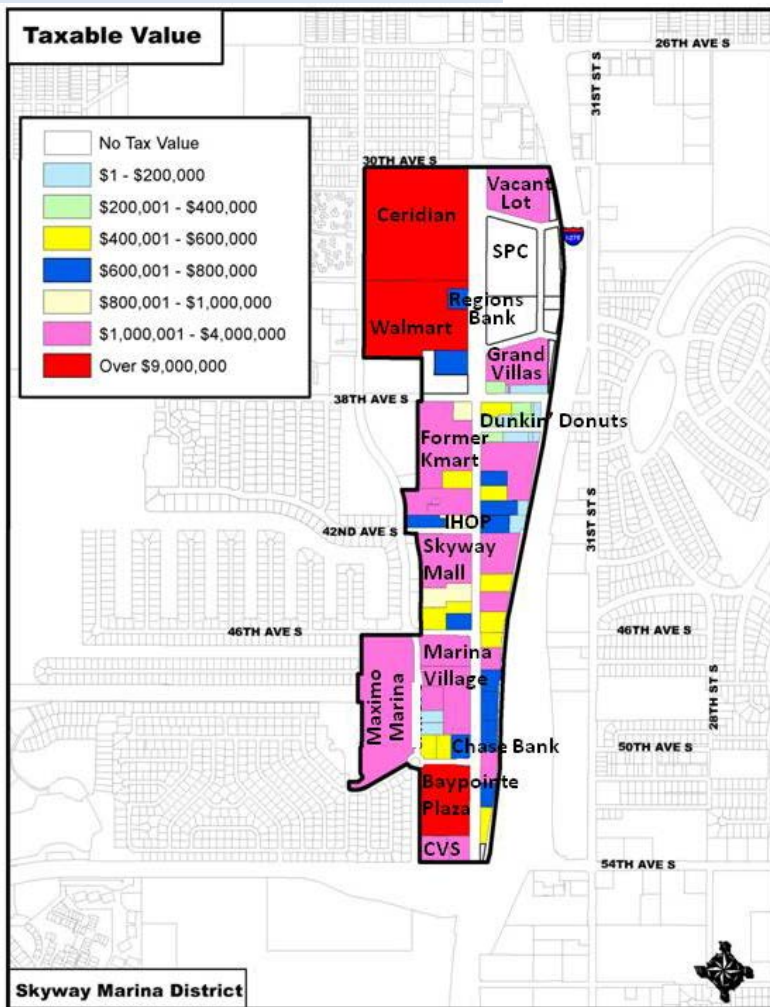 Taxable Value
26TH AVE S
31ST ST S
No Tax Value
$1 - $200,000
$200,001 - $400,000
$400,001 - $600,000
$600,001 - $800,000
$800,001 - $1,000,000
$1,000,001 - $4,000,000
Over $9,000,000
30TH AVE S
Vacant
Lot
Ceridian
SPC
Regions
Bank
Walmart
Grand
Villas
38TH AVE S
Dunkin' Donuts
Former
Kmart
31ST ST S
IHOP
42ND AVE S
Skyway
Mall
46TH AVE S
46TH AVE S
Marina
Village
Maximo
Marina
28TH ST S
Chase Bank
50TH AVE S
Baypointe
Plaza
CVS
54TH AVE S
Skyway Marina District